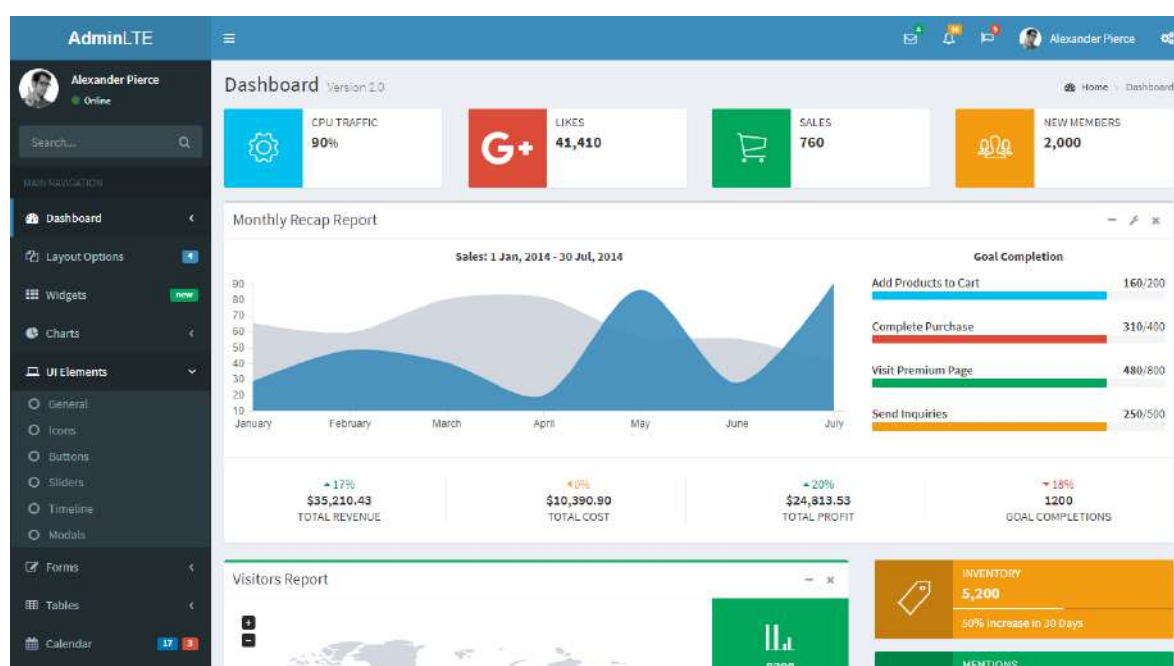 AdminLTE
Alexander Pierce
Alexander Pierce
Online
Dashboard Version 2.0
Home > Dashboard
Search...
MAIN NAVIGATION
Dashboard
Layout Options 4
Widgets new
Charts
UI Elements
General
Icons
Buttons
Sliders
Timeline
Modals
Forms
Tables
Calendar 17 3
CPU TRAFFIC
90%
LIKES
41,410
G+
SALES
760
NEW MEMBERS
2,000
Monthly Recap Report
Sales: 1 Jan, 2014 - 30 Jul, 2014
90
80
70
60
50
40
30
20
10
January February March April May June July
Goal Completion
Add Products to Cart 160/200
Complete Purchase 310/400
Visit Premium Page 480/800
Send Inquiries 250/500
17%
$35,210.43
TOTAL REVENUE
0%
$10,390.90
TOTAL COST
20%
$24,813.53
TOTAL PROFIT
18%
1200
GOAL COMPLETIONS
Visitors Report
INVENTORY
5,200
50% Increase in 30 Days
MENTIONS